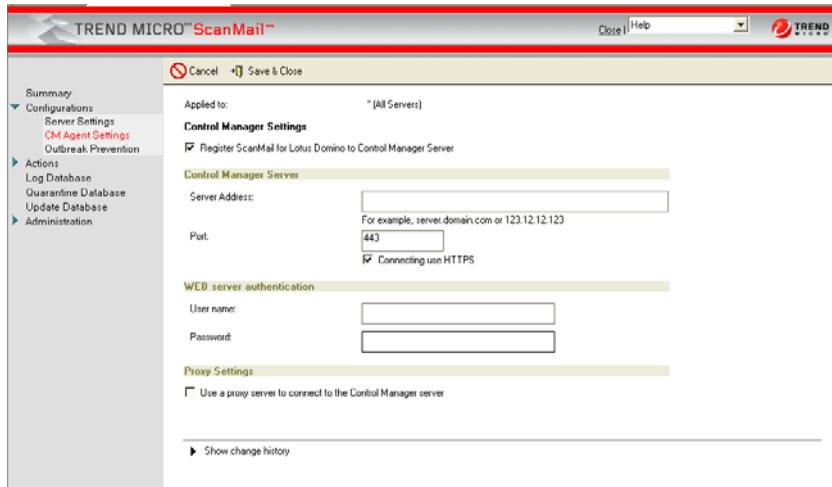 TREND MICRO™ ScanMail™
Close | Help
TREND MICRO
Cancel Save & Close
Summary
Configurations
Server Settings
CM Agent Settings
Outbreak Prevention
Actions
Log Database
Quarantine Database
Update Database
Administration
Applied to: * (All Servers)
Control Manager Settings
Register ScanMail for Lotus Domino to Control Manager Server
Control Manager Server
Server Address:
For example, server.domain.com or 123.12.12.123
Port: 443
Connecting use HTTPS
WEB server authentication
User name:
Password:
Proxy Settings
Use a proxy server to connect to the Control Manager server
Show change history